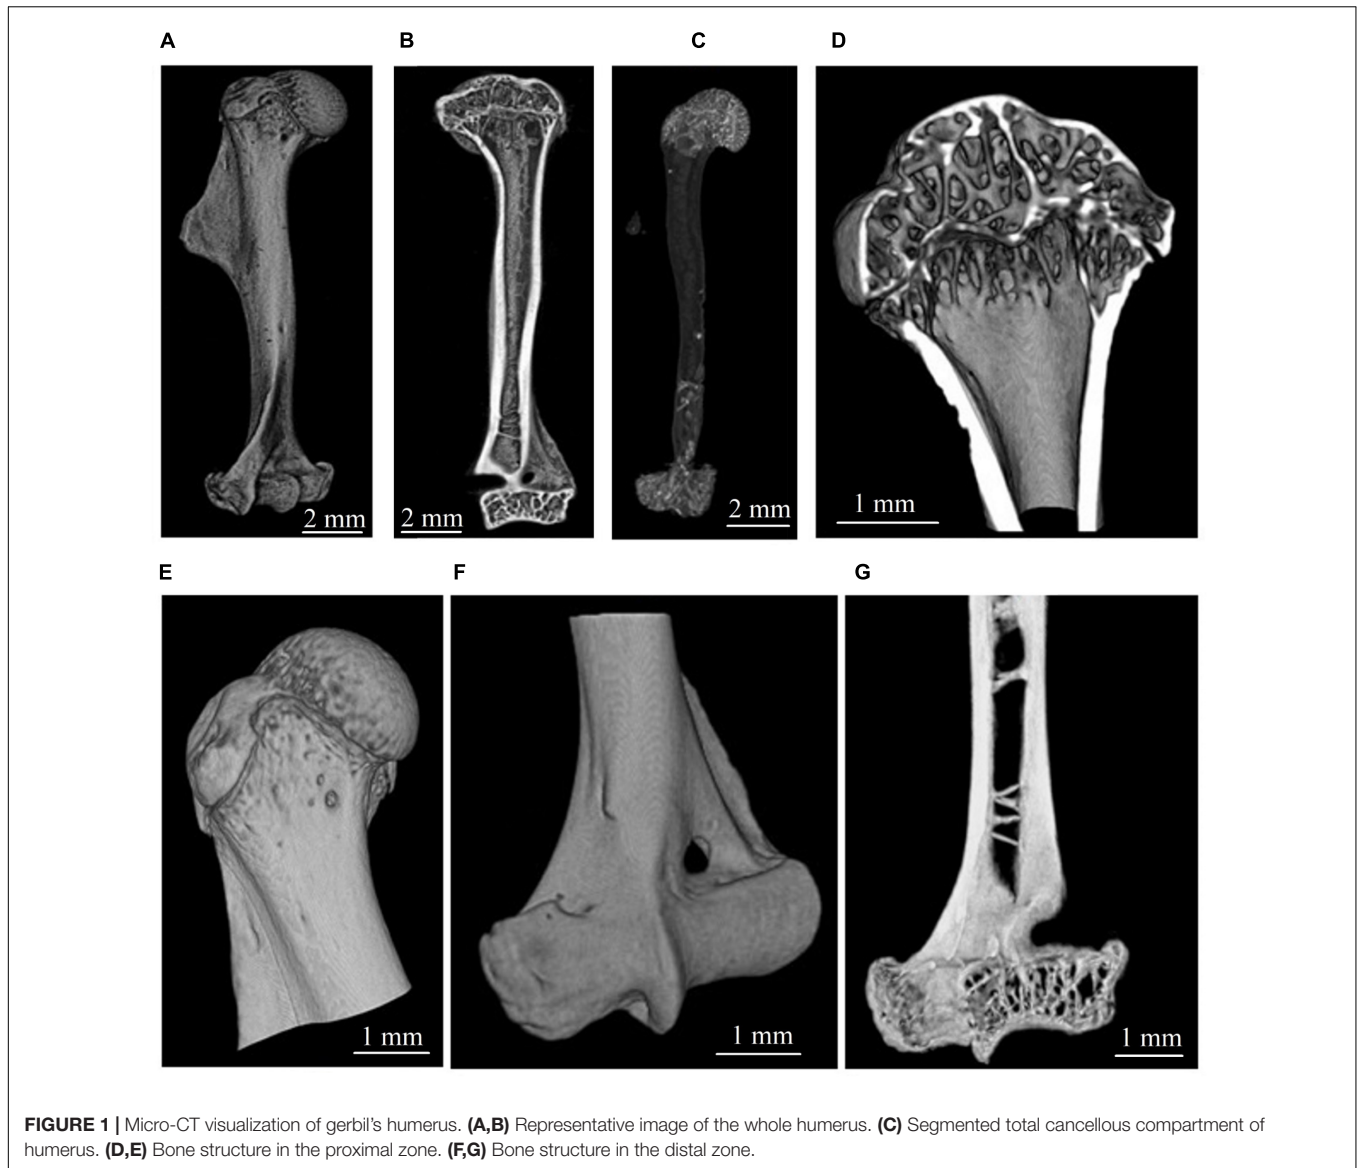 A
B
C
D
2 mm
2 mm
2 mm
1 mm
E
F
G
1 mm
1 mm
1 mm
FIGURE 1 | Micro-CT visualization of gerbil's humerus. (A,B) Representative image of the whole humerus. (C) Segmented total cancellous compartment of
humerus. (D,E) Bone structure in the proximal zone. (F,G) Bone structure in the distal zone.